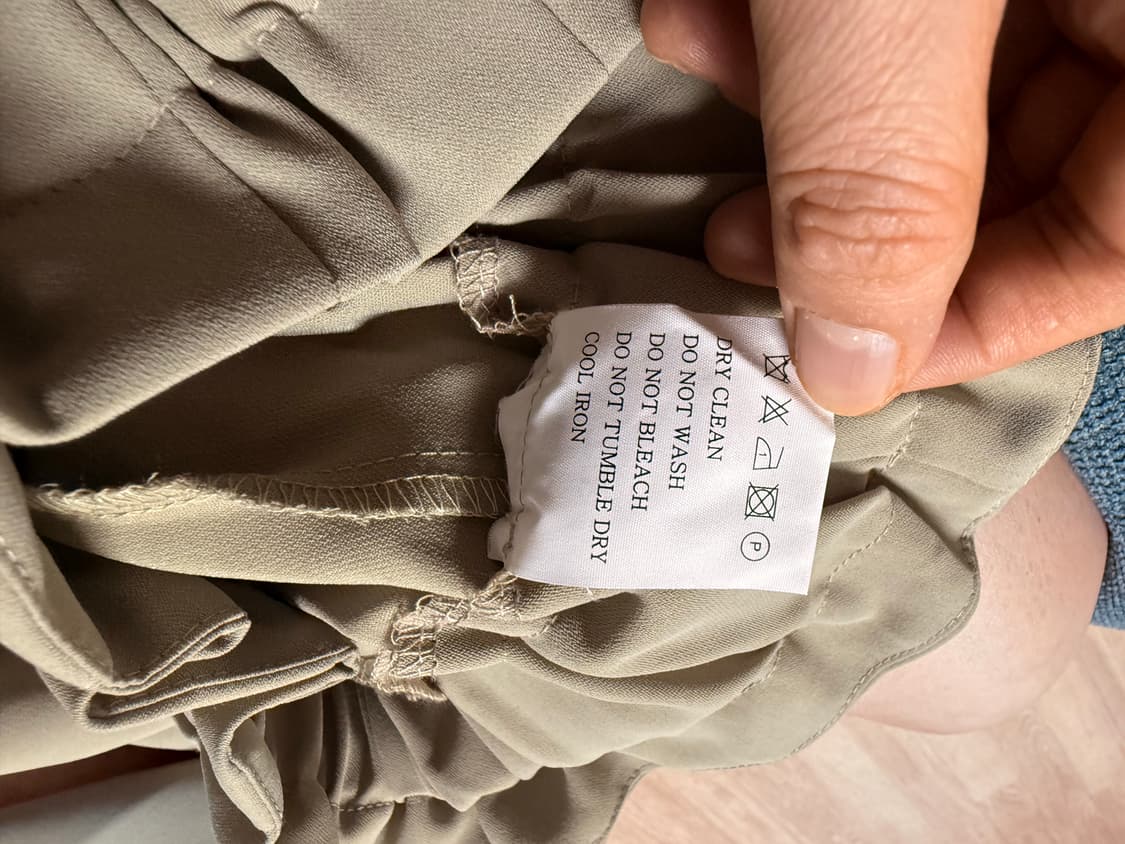 P
DRY CLEAN
DO NOT WASH
DO NOT BLEACH
DO NOT TUMBLE DRY
COOL IRON